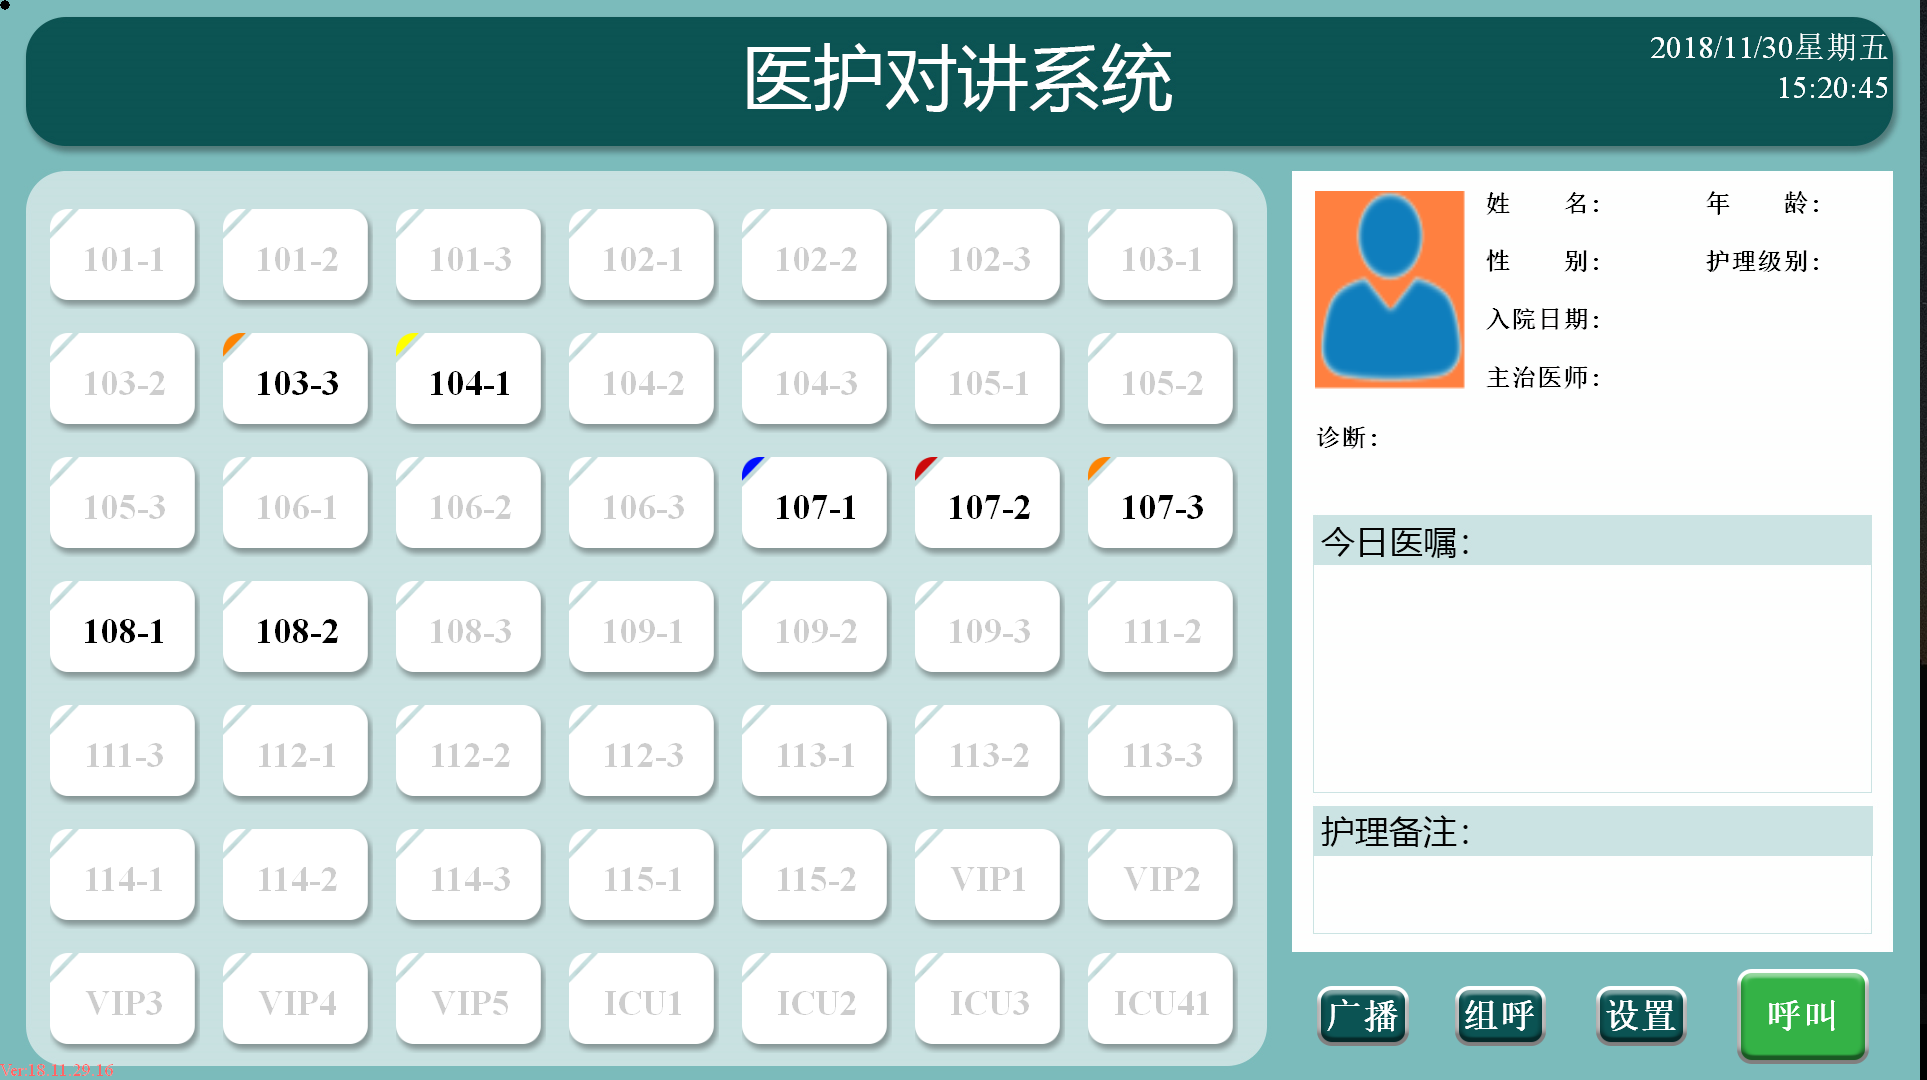 医护对讲系统
2018/11/30星期五
15:20:45
101-1 101-2 101-3 102-1 102-2 102-3 103-1
103-2 103-3 104-1 104-2 104-3 105-1 105-2
105-3 106-1 106-2 106-3 107-1 107-2 107-3
108-1 108-2 108-3 109-1 109-2 109-3 111-2
111-3 112-1 112-2 112-3 113-1 113-2 113-3
114-1 114-2 114-3 115-1 115-2 VIP1 VIP2
VIP3 VIP4 VIP5 ICU1 ICU2 ICU3 ICU41
姓 名: 年 龄:
性 别: 护理级别:
入院日期:
主治医师:
诊断:
今日医嘱:
护理备注:
广播 组呼 设置 呼叫
Ver.18.11.29.16